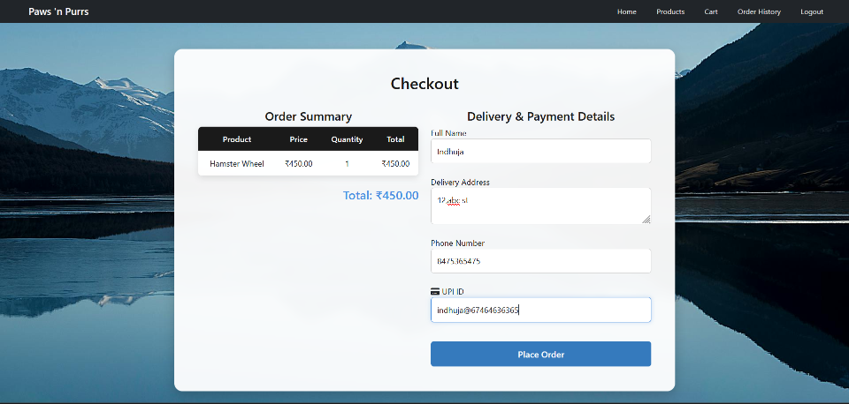 Paws 'n Purrs
Home Products Cart Order History Logout
Checkout
Order Summary
Product Price Quantity Total
Hamster Wheel ₹450.00 1 ₹450.00
Total: ₹450.00
Delivery & Payment Details
Full Name
Indhuja
Delivery Address
12,abc st
Phone Number
8475365475
UPI ID
indhuja@67464636365
Place Order